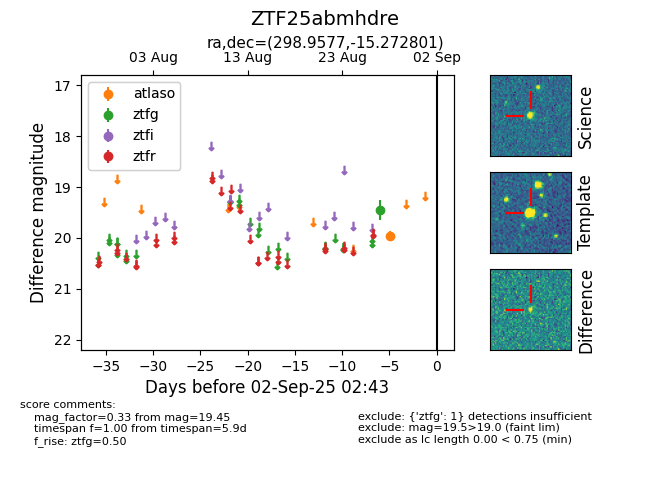 ZTF25abmhdre
ra,dec=(298.9577,-15.272801)
03 Aug 13 Aug 23 Aug 02 Sep
atlaso
ztfg
ztfi
ztfr
17
18
19
20
21
22
Difference magnitude
−35 −30 −25 −20 −15 −10 −5 0
Days before 02-Sep-25 02:43
Science
Template
Difference
score comments:
mag_factor=0.33 from mag=19.45
timespan f=1.00 from timespan=5.9d
f_rise: ztfg=0.50
exclude: {'ztfg': 1} detections insufficient
exclude: mag=19.5>19.0 (faint lim)
exclude as lc length 0.00 < 0.75 (min)